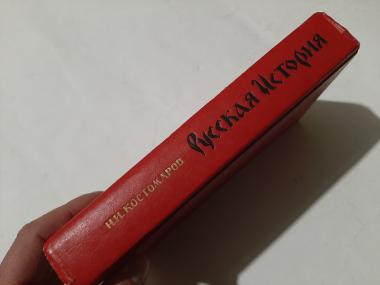 Н.И. Костомаров
Русская История